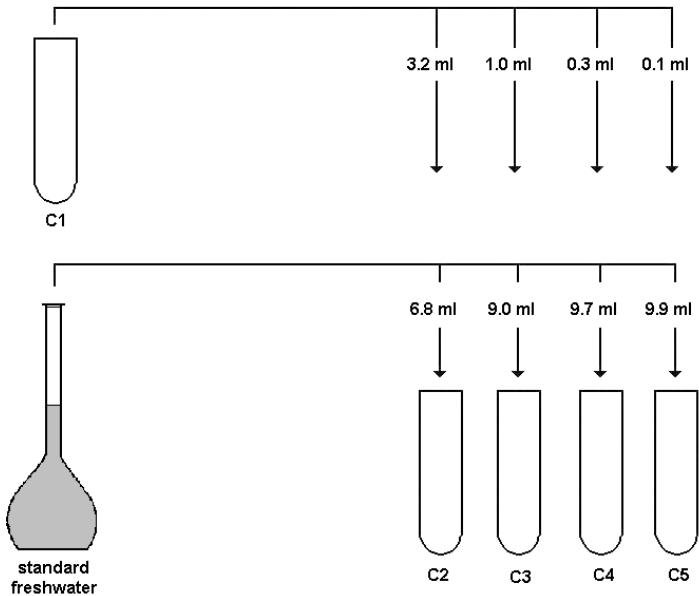 3.2 ml 1.0 ml 0.3 ml 0.1 ml
C1
6.8 ml 9.0 ml 9.7 ml 9.9 ml
C2 C3 C4 C5
standard
freshwater